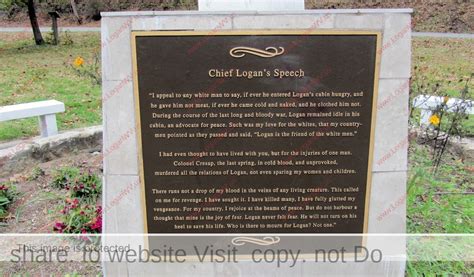 Chief Logan's Speech
"I appeal to any white man to say, if ever he entered Logan's cabin hungry, and
he gave him not meat, if ever he came cold and naked, and he clothed him not.
During the course of the last long and bloody war, Logan remained idle in his
cabin, an advocate for peace. Such was my love for the whites, that my country-
men pointed as they passed and said, "Logan is the friend of the white men."
I had even thought to have lived with you, but for the injuries of one man.
Colonel Cresap, the last spring, in cold blood, and unprovoked,
murdered all the relations of Logan, not even sparing my women and children.
There runs not a drop of my blood in the veins of any living creature. This called
on me for revenge. I have sought it. I have killed many, I have fully glutted my
vengeance. For my country, I rejoice at the beams of peace. But do not harbour a
thought that mine is the joy of fear. Logan never felt fear. He will not turn on his
heel to save his life. Who is there to mourn for Logan? Not one."
This image is protected
share. to website Visit copy. not Do